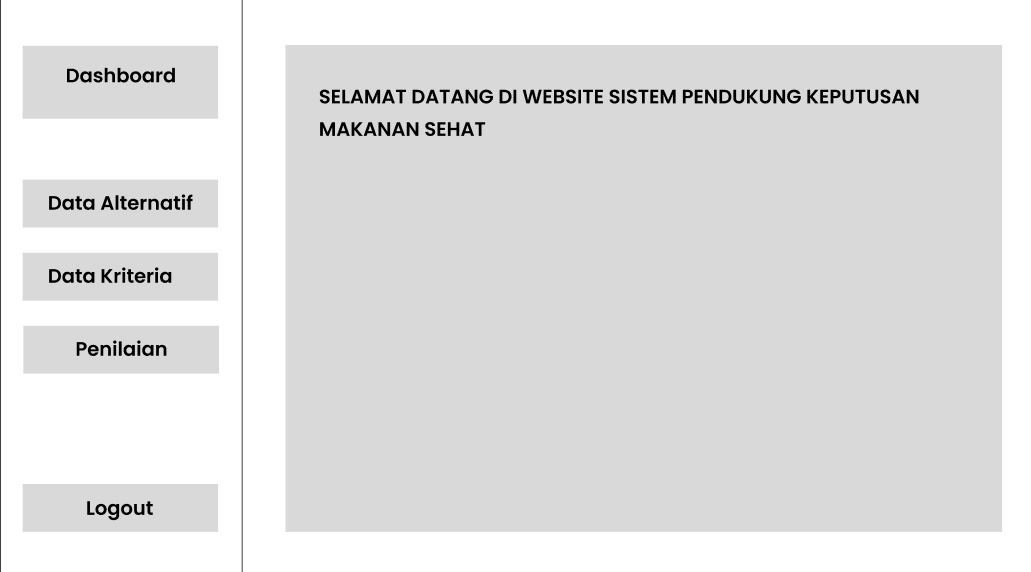 Dashboard
Data Alternatif
Data Kriteria
Penilaian
Logout
SELAMAT DATANG DI WEBSITE SISTEM PENDUKUNG KEPUTUSAN
MAKANAN SEHAT